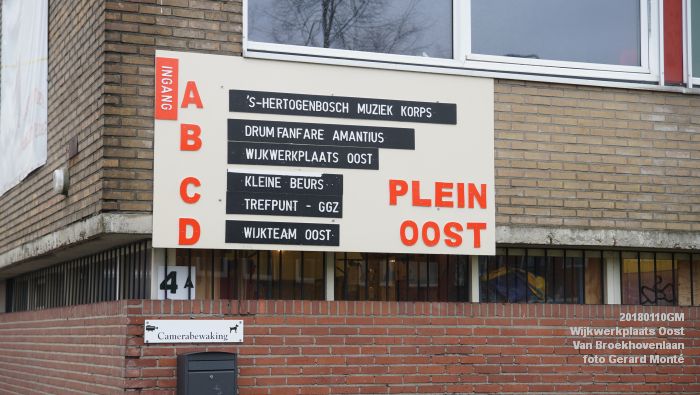 INGANG
A 'S-HERTOGENBOSCH MUZIEK KORPS
B DRUMFANFARE AMANTIUS
WIJKWERKPLAATS OOST
C KLEINE BEURS
TREFPUNT - GGZ
D WIJKTEAM OOST
PLEIN
OOST
4 A
Camerabewaking
20180110GM
Wijkwerkplaats Oost
Van Broekhovenlaan
foto Gerard Monté